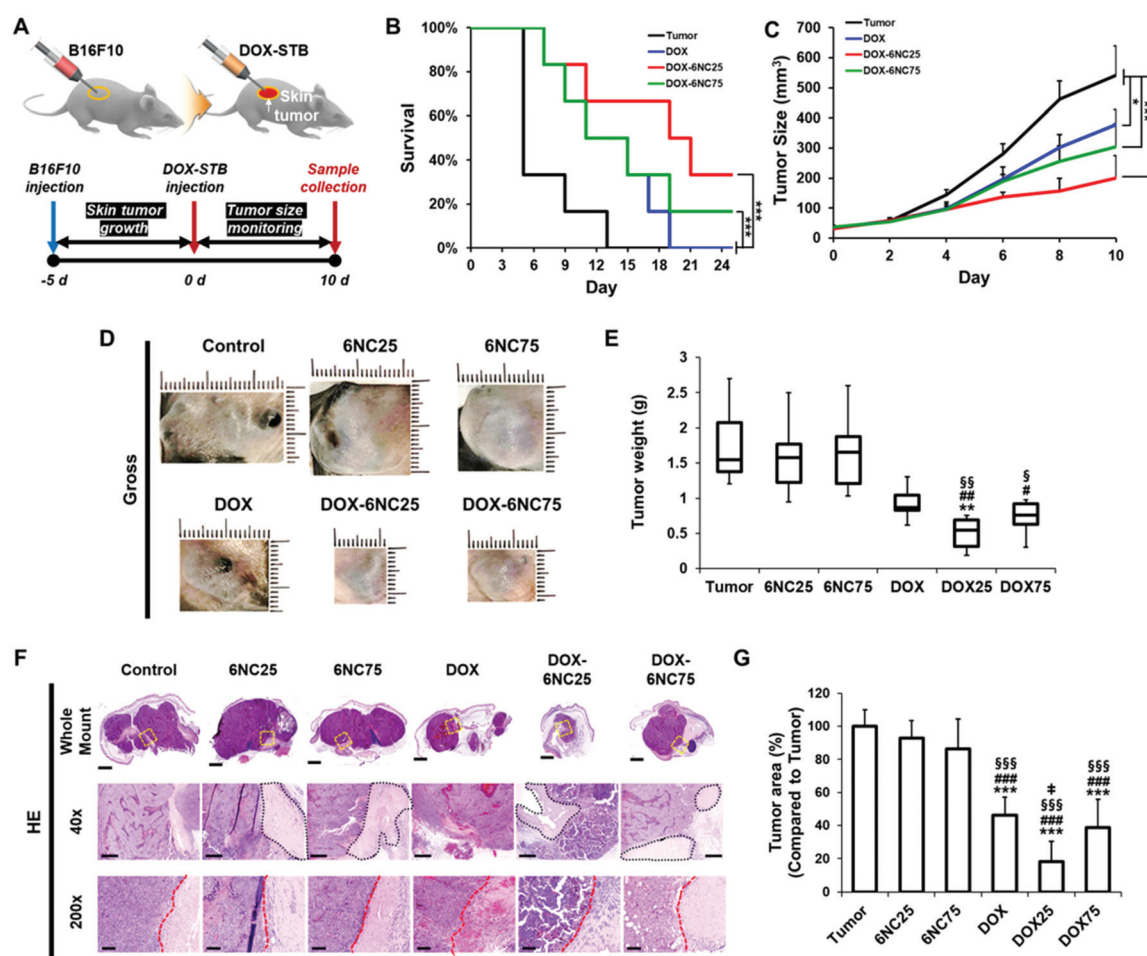 A
B16F10
DOX-STB
Skin
tumor
B16F10
injection
DOX-STB
injection
Sample
collection
Skin tumor
growth
Tumor size
monitoring
-5 d
0 d
10 d
B
Survival
100%
80%
60%
40%
20%
0%
0 3 6 9 12 15 18 21 24
Day
Tumor
DOX
DOX-6NC25
DOX-6NC75
***
***
C
Tumor Size (mm³)
700
600
500
400
300
200
100
0
0 2 4 6 8 10
Day
Tumor
DOX
DOX-6NC25
DOX-6NC75
*
D
Gross
Control 6NC25 6NC75
DOX DOX-6NC25 DOX-6NC75
E
Tumor weight (g)
3
2.5
2
1.5
1
0.5
0
§§
##
**
§
#
Tumor 6NC25 6NC75 DOX DOX25 DOX75
F
HE
Control 6NC25 6NC75 DOX DOX-6NC25 DOX-6NC75
Whole
Mount
40x
200x
G
Tumor area (%)
(Compared to Tumor)
120
100
80
60
40
20
0
§§§
###
***
ǂ
§§§
###
***
§§§
###
***
Tumor 6NC25 6NC75 DOX DOX25 DOX75